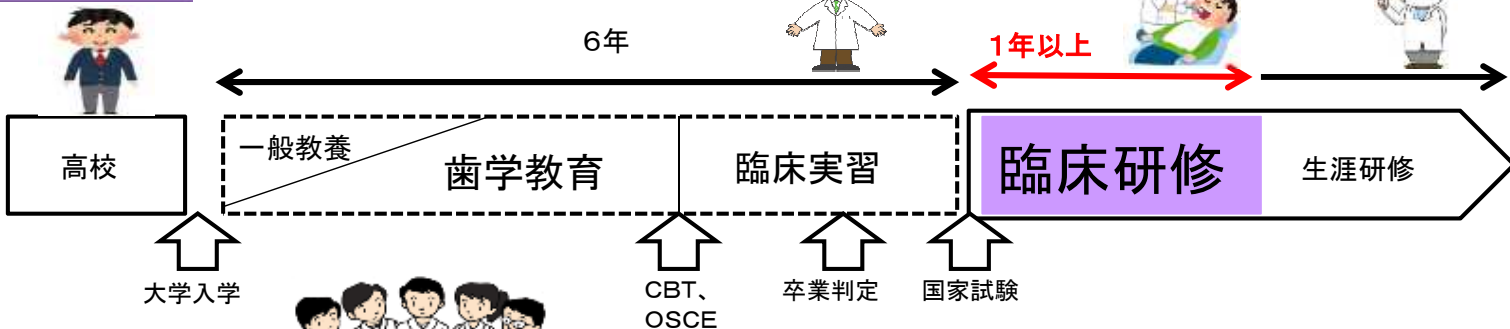 6年
1年以上
高校
一般教養
歯学教育
臨床実習
臨床研修
生涯研修
大学入学
CBT、
OSCE
卒業判定
国家試験